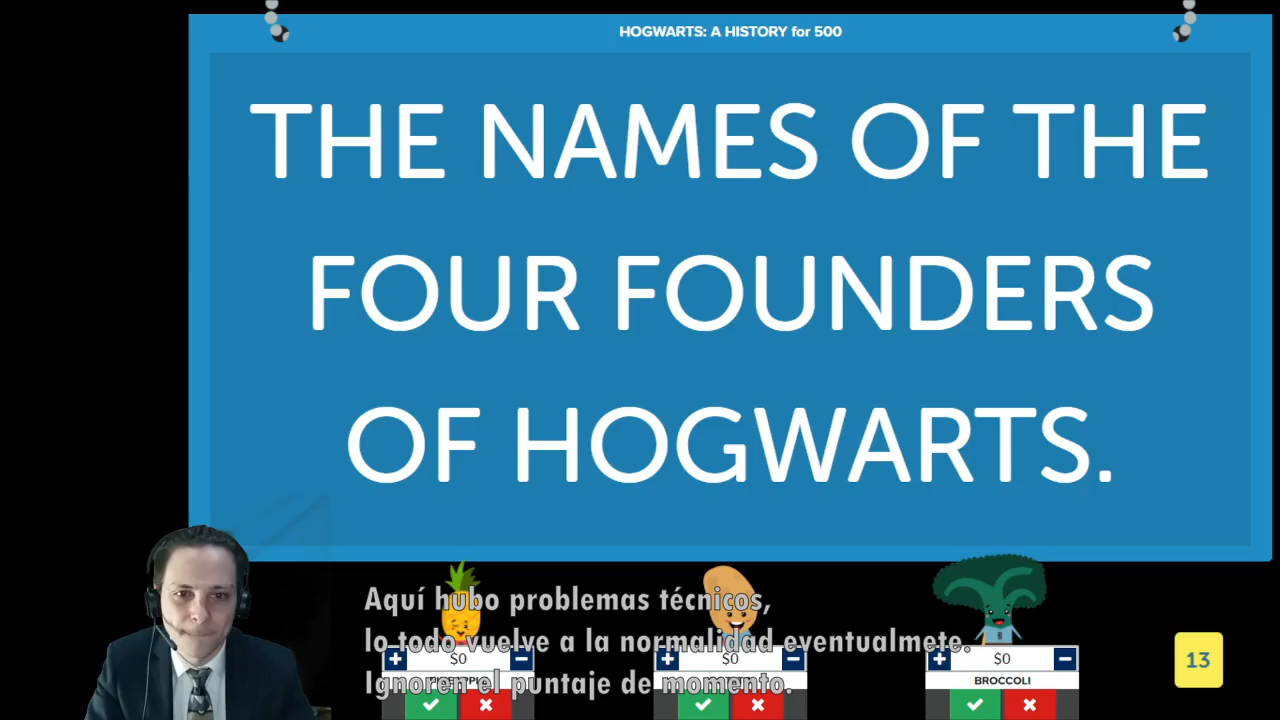 HOGWARTS: A HISTORY for 500
THE NAMES OF THE
FOUR FOUNDERS
OF HOGWARTS.
Aquí hubo problemas técnicos,
lo todo vuelve a la normalidad eventualmete.
Ignoren el puntaje de momento.
$0
$0
$0
BROCCOLI
13